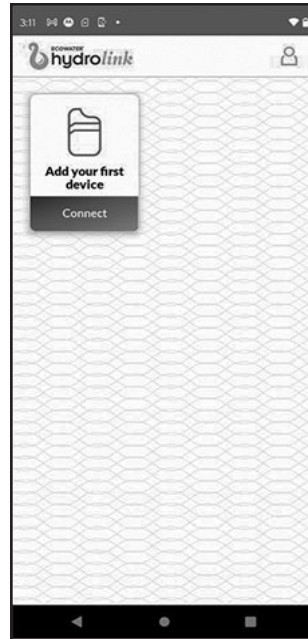 3:11
ECOWATER
hydrolink
Add your first
device
Connect